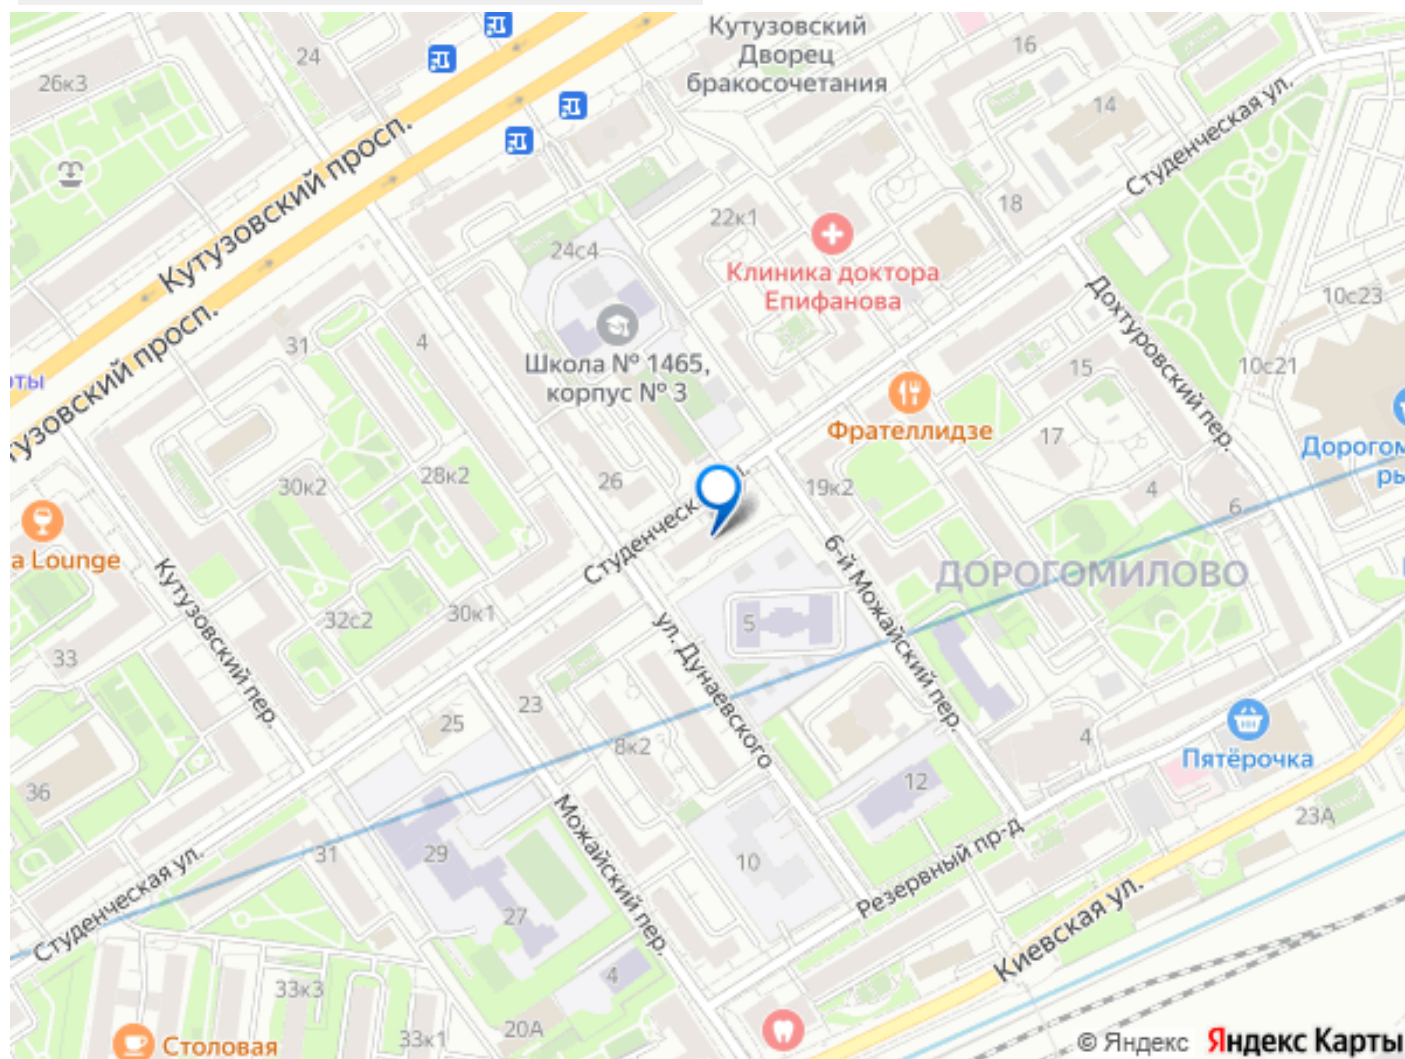 Кутузовский
Дворец
бракосочетания
24
26к3
16
14
Студенческая ул.
Кутузовский просп.
18
22к1
24с4
Клиника доктора
Епифанова
Дохтуровский пер.
10с23
Школа № 1465,
корпус № 3
31
4
15
10с21
Фрателлидзе
17
19к2
26
28к2
30к2
4
6
a Lounge
Студенческ
6-й Можайский пер.
ДОРОГОМИЛОВО
Кутузовский пер.
32с2
30к1
5
ул. Дунаевского
33
23
25
8к2
4
Пятёрочка
36
12
23А
31
29
10
Можайский пер.
Резервный пр-д
Студенческая ул.
27
Киевская ул.
4
33к3
20А
33к1
Столовая
© Яндекс Яндекс Карты